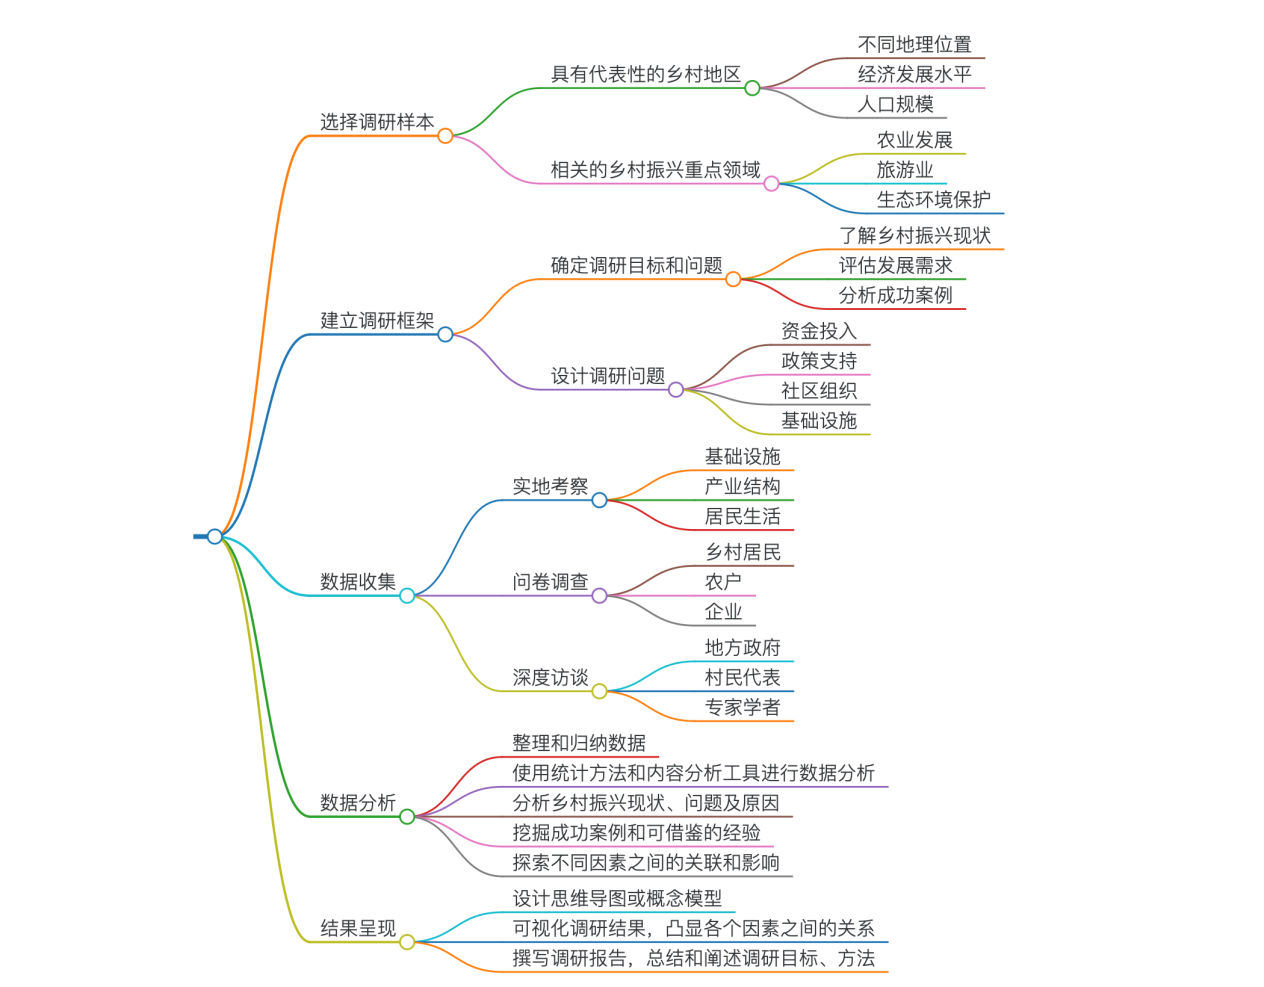 不同地理位置
具有代表性的乡村地区
经济发展水平
人口规模
选择调研样本
农业发展
相关的乡村振兴重点领域
旅游业
生态环境保护
了解乡村振兴现状
确定调研目标和问题
评估发展需求
分析成功案例
建立调研框架
资金投入
政策支持
设计调研问题
社区组织
基础设施
基础设施
实地考察
产业结构
居民生活
乡村居民
数据收集
问卷调查
农户
企业
地方政府
深度访谈
村民代表
专家学者
整理和归纳数据
使用统计方法和内容分析工具进行数据分析
数据分析
分析乡村振兴现状、问题及原因
挖掘成功案例和可借鉴的经验
探索不同因素之间的关联和影响
设计思维导图或概念模型
结果呈现
可视化调研结果，凸显各个因素之间的关系
撰写调研报告，总结和阐述调研目标、方法